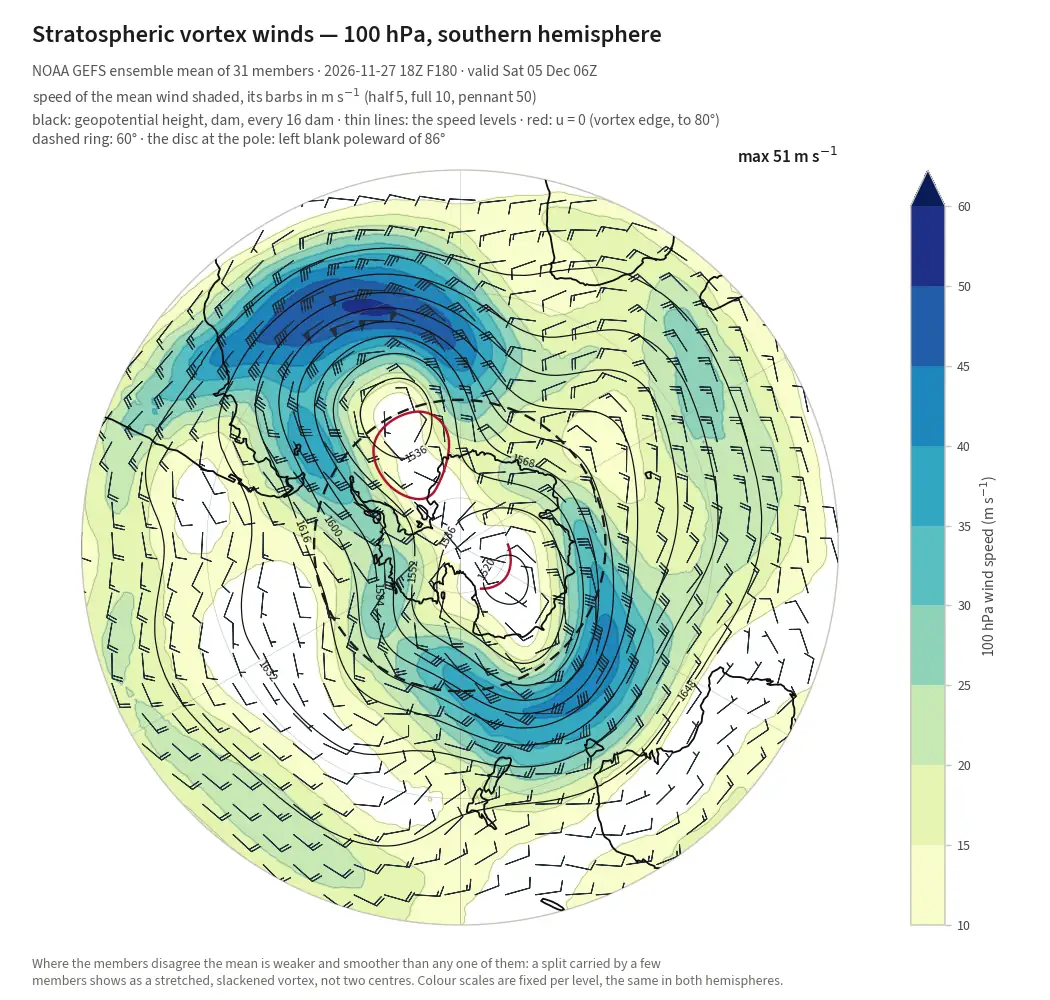 Stratospheric vortex winds — 100 hPa, southern hemisphere
NOAA GEFS ensemble mean of 31 members · 2026-11-27 18Z F180 · valid Sat 05 Dec 06Z
speed of the mean wind shaded, its barbs in m s⁻¹ (half 5, full 10, pennant 50)
black: geopotential height, dam, every 16 dam · thin lines: the speed levels · red: u = 0 (vortex edge, to 80°)
dashed ring: 60° · the disc at the pole: left blank poleward of 86°
max 51 m s⁻¹
60
50
45
40
35
30
25
20
15
10
100 hPa wind speed (m s⁻¹)
1536
1568
1600
1616
1536
1552
1520
1584
1632
1648
Where the members disagree the mean is weaker and smoother than any one of them: a split carried by a few
members shows as a stretched, slackened vortex, not two centres. Colour scales are fixed per level, the same in both hemispheres.